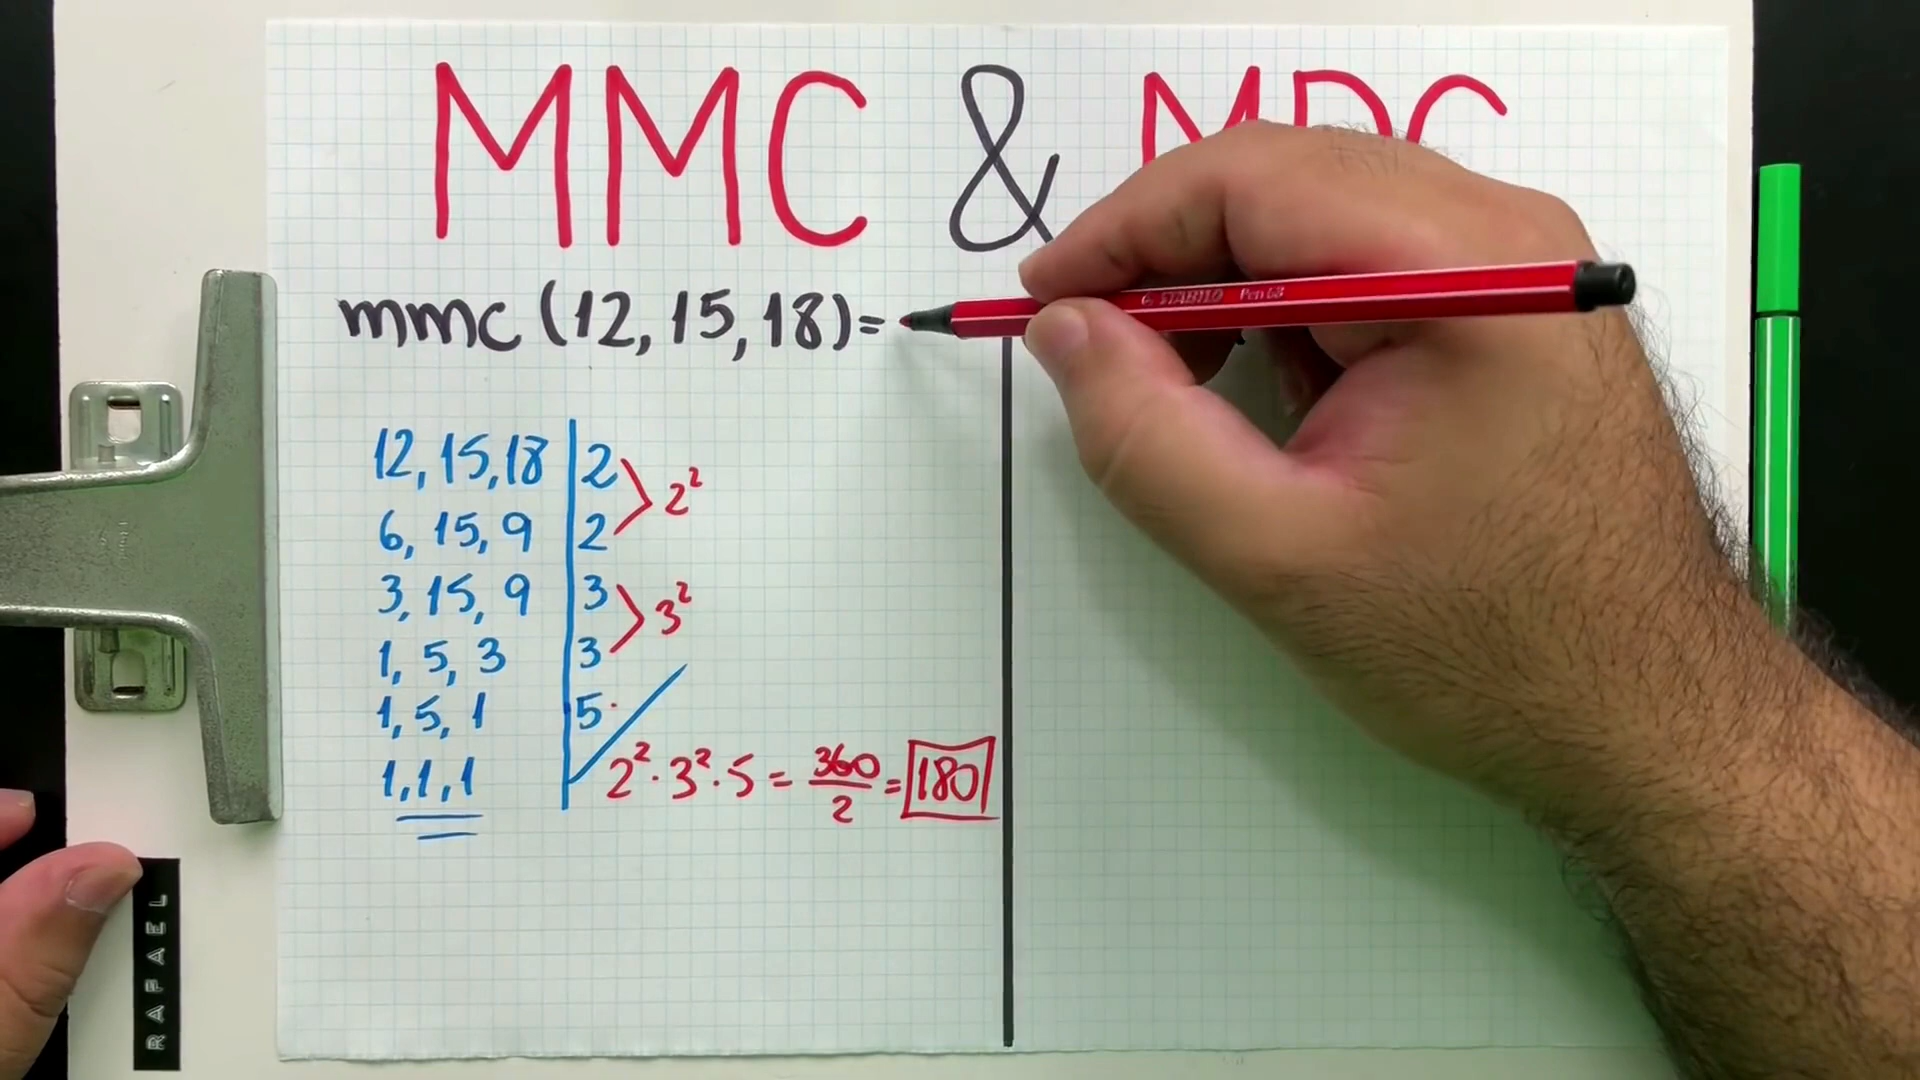 MMC & MDC
mmc (12, 15, 18) =
12, 15, 18 | 2
6, 15, 9 | 2
2²
3, 15, 9 | 3
1, 5, 3 | 3
3²
1, 5, 1 | 5
1, 1, 1
2² · 3² · 5 = 360/2 = 180
STABILO Pen 68
RAFAEL